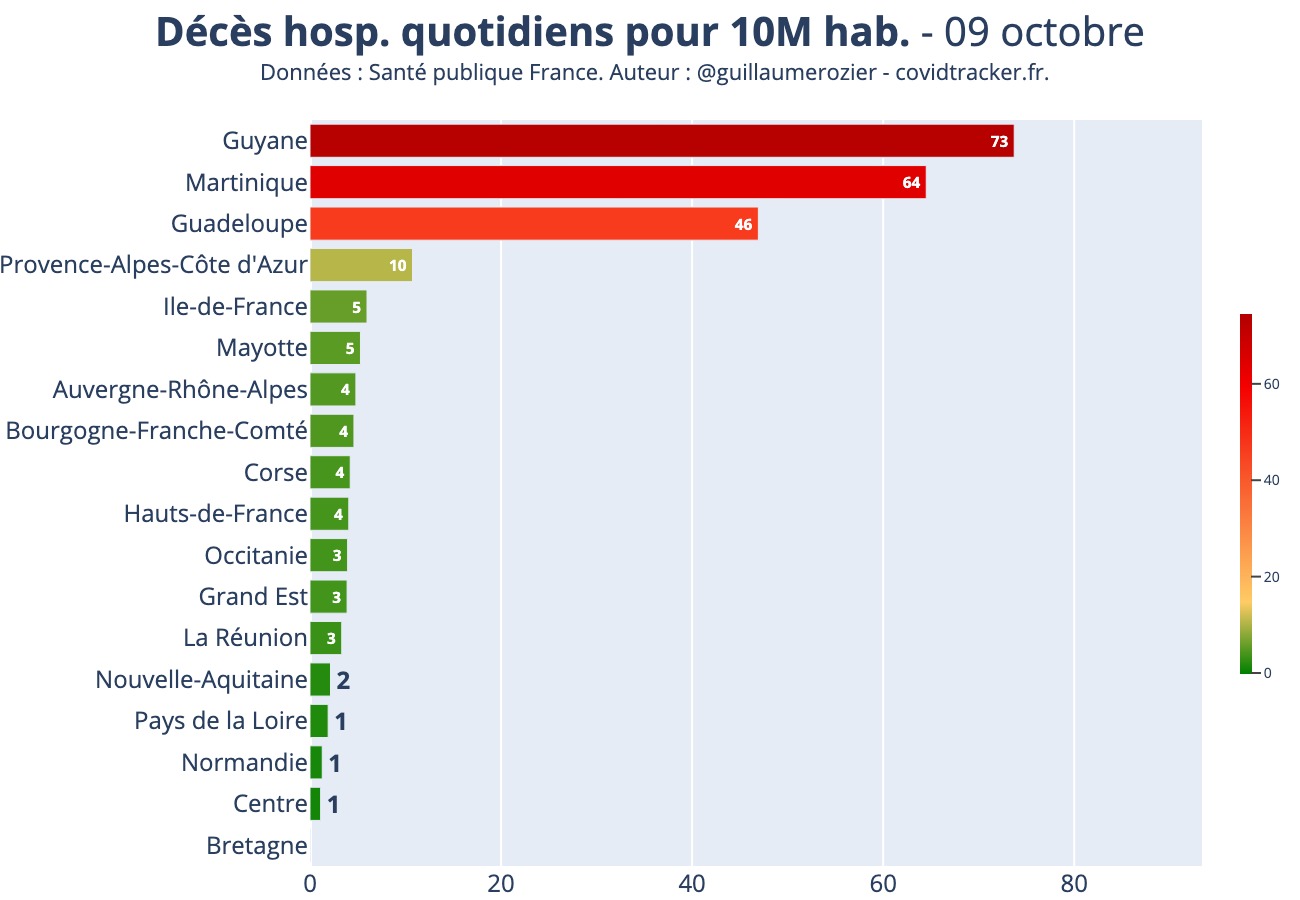 Décès hosp. quotidiens pour 10M hab. - 09 octobre
Données : Santé publique France. Auteur : @guillaumerozier - covidtracker.fr.
Guyane 73
Martinique 64
Guadeloupe 46
Provence-Alpes-Côte d'Azur 10
Ile-de-France 5
Mayotte 5
Auvergne-Rhône-Alpes 4
Bourgogne-Franche-Comté 4
Corse 4
Hauts-de-France 4
Occitanie 3
Grand Est 3
La Réunion 3
Nouvelle-Aquitaine 2
Pays de la Loire 1
Normandie 1
Centre 1
Bretagne
0 20 40 60 80
60
40
20
0